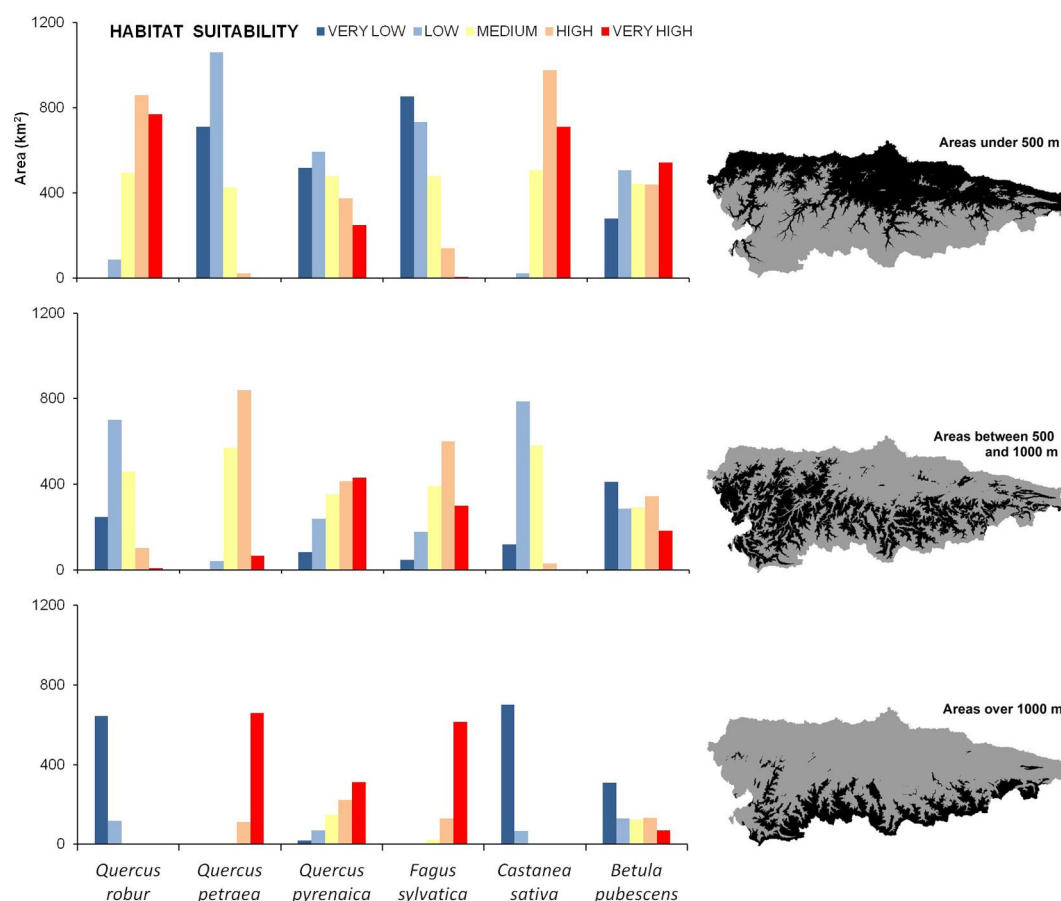 1200
HABITAT SUITABILITY VERY LOW LOW MEDIUM HIGH VERY HIGH
800
Area (km²)
400
0
Areas under 500 m
1200
800
400
0
Areas between 500
and 1000 m
1200
800
400
0
Areas over 1000 m
Quercus Quercus Quercus Fagus Castanea Betula
robur petraea pyrenaica sylvatica sativa pubescens